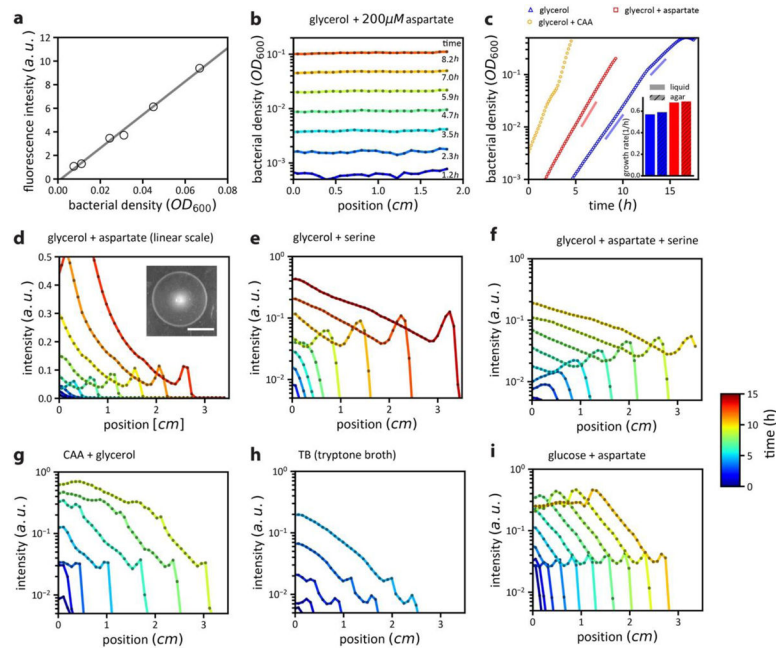 a
fluorescence intesity (a. u.)
10
5
0
0.00
0.02
0.04
0.06
0.08
bacterial density (OD600)
b
glycerol + 200μM aspartate
bacterial density (OD600)
10⁻¹
10⁻²
10⁻³
time
8.2h
7.0h
5.9h
4.7h
3.5h
2.3h
1.2h
0.0
0.5
1.0
1.5
2.0
position (cm)
c
glycerol
glyecrol + aspartate
glycerol + CAA
bacterial density (OD600)
10⁻¹
10⁻²
10⁻³
liquid
agar
growth rate(1/h)
0.6
0.4
0.2
0.0
0
5
10
15
time (h)
d
glycerol + aspartate (linear scale)
intensity (a. u.)
0.5
0.4
0.3
0.2
0.1
0.0
0
1
2
3
position [cm]
e
glycerol + serine
intensity (a. u.)
10⁰
10⁻¹
10⁻²
0
1
2
3
position (cm)
f
glycerol + aspartate + serine
intensity (a. u.)
10⁰
10⁻¹
10⁻²
0
1
2
3
position (cm)
15
10
5
0
time (h)
g
CAA + glycerol
intensity (a. u.)
10⁰
10⁻¹
10⁻²
0
1
2
3
position (cm)
h
TB (tryptone broth)
intensity (a. u.)
10⁰
10⁻¹
10⁻²
0
1
2
3
position (cm)
i
glucose + aspartate
intensity (a. u.)
10⁰
10⁻¹
10⁻²
0
1
2
3
position (cm)